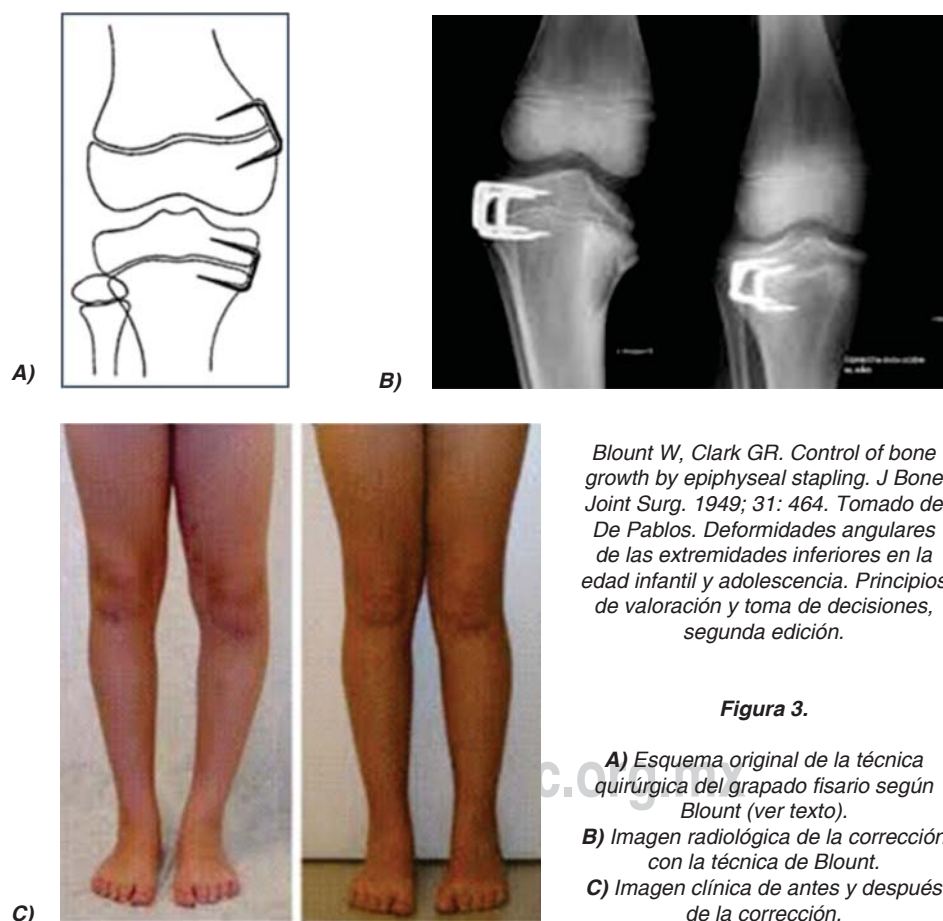 A)
B)
Blount W, Clark GR. Control of bone
growth by epiphyseal stapling. J Bone
Joint Surg. 1949; 31: 464. Tomado de
De Pablos. Deformidades angulares
de las extremidades inferiores en la
edad infantil y adolescencia. Principios
de valoración y toma de decisiones,
segunda edición.
Figura 3.
A) Esquema original de la técnica
quirúrgica del grapado fisario según
Blount (ver texto).
B) Imagen radiológica de la corrección
con la técnica de Blount.
C) Imagen clínica de antes y después
de la corrección.
C)
c.org.mx